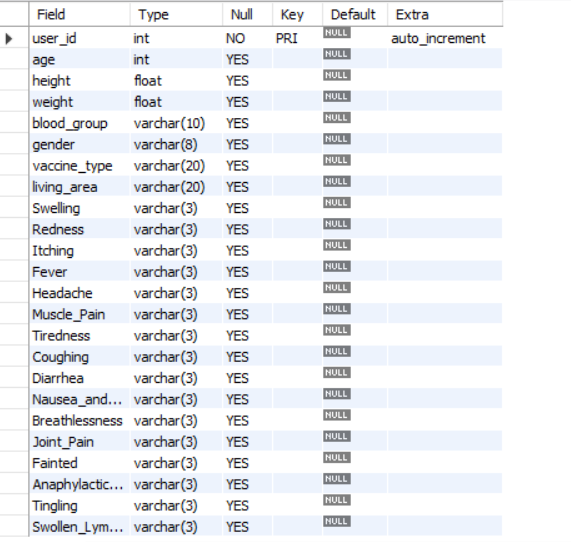 Field Type Null Key Default Extra
user_id int NO PRI NULL auto_increment
age int YES NULL
height float YES NULL
weight float YES NULL
blood_group varchar(10) YES NULL
gender varchar(8) YES NULL
vaccine_type varchar(20) YES NULL
living_area varchar(20) YES NULL
Swelling varchar(3) YES NULL
Redness varchar(3) YES NULL
Itching varchar(3) YES NULL
Fever varchar(3) YES NULL
Headache varchar(3) YES NULL
Muscle_Pain varchar(3) YES NULL
Tiredness varchar(3) YES NULL
Coughing varchar(3) YES NULL
Diarrhea varchar(3) YES NULL
Nausea_and... varchar(3) YES NULL
Breathlessness varchar(3) YES NULL
Joint_Pain varchar(3) YES NULL
Fainted varchar(3) YES NULL
Anaphylactic... varchar(3) YES NULL
Tingling varchar(3) YES NULL
Swollen_Lym... varchar(3) YES NULL